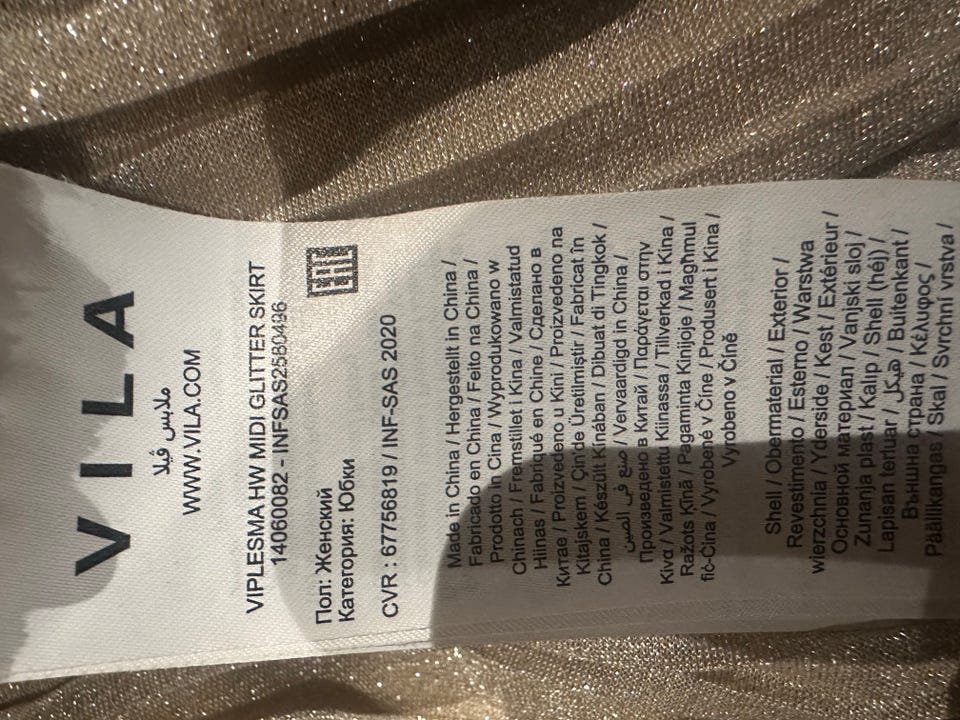 VILA
ملابس ڤيلا
WWW.VILA.COM
VIPLESMA HW MIDI GLITTER SKIRT
14060082 - INFSAS2580496
Пол: Женский
Категория: Юбки
EAC
CVR : 67756819 / INF-SAS 2020
Made in China / Hergestellt in China /
Fabricado en China / Feito na China /
Prodotto in Cina / Wyprodukowano w
Chinach / Fremstillet i Kina / Valmistatud
Hiinas / Fabriqué en Chine / Сделано в
Китае / Proizvedeno u Kini / Proizvedeno na
Kitajskem / Çin'de Üretilmiştir / Fabricat în
China / Készült Kínában / Dibuat di Tingkok /
صنع في الصين / Vervaardigd in China /
Произведено в Китай / Παράγεται στην
Κίνα / Valmistettu Kiinassa / Tillverkad i Kina /
Ražots Ķīnā / Pagaminta Kinijoje / Magħmul
fiċ-Ċina / Vyrobené v Číne / Produsert i Kina /
Vyrobeno v Číně
Shell / Obermaterial / Exterior /
Revestimento / Esterno / Warstwa
wierzchnia / Yderside / Kest / Extérieur /
Основной материал / Vanjski sloj /
Zunanja plast / Kalıp / Shell (héj) /
Lapisan terluar / هيكل / Buitenkant /
Външна страна / Κέλυφος /
Päällikangas / Skal / Svrchní vrstva /